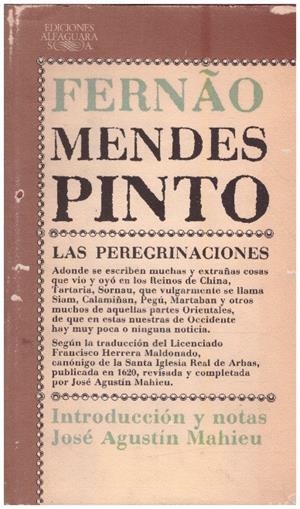 EDICIONES
ALFAGUARA
S.A.
FERNÃO
MENDES
PINTO
LAS PEREGRINACIONES
Adonde se escriben muchas y extrañas cosas
que vio y oyó en los Reinos de China,
Tartaria, Sornau, que vulgarmente se llama
Siam, Calamiñan, Pegú, Martaban y otros
muchos de aquellas partes Orientales,
de que en estas nuestras de Occidente
hay muy poca o ninguna noticia.
Según la traducción del Licenciado
Francisco Herrera Maldonado,
canónigo de la Santa Iglesia Real de Arbas,
publicada en 1620, revisada y completada
por José Agustín Mahieu.
Introducción y notas
José Agustín Mahieu